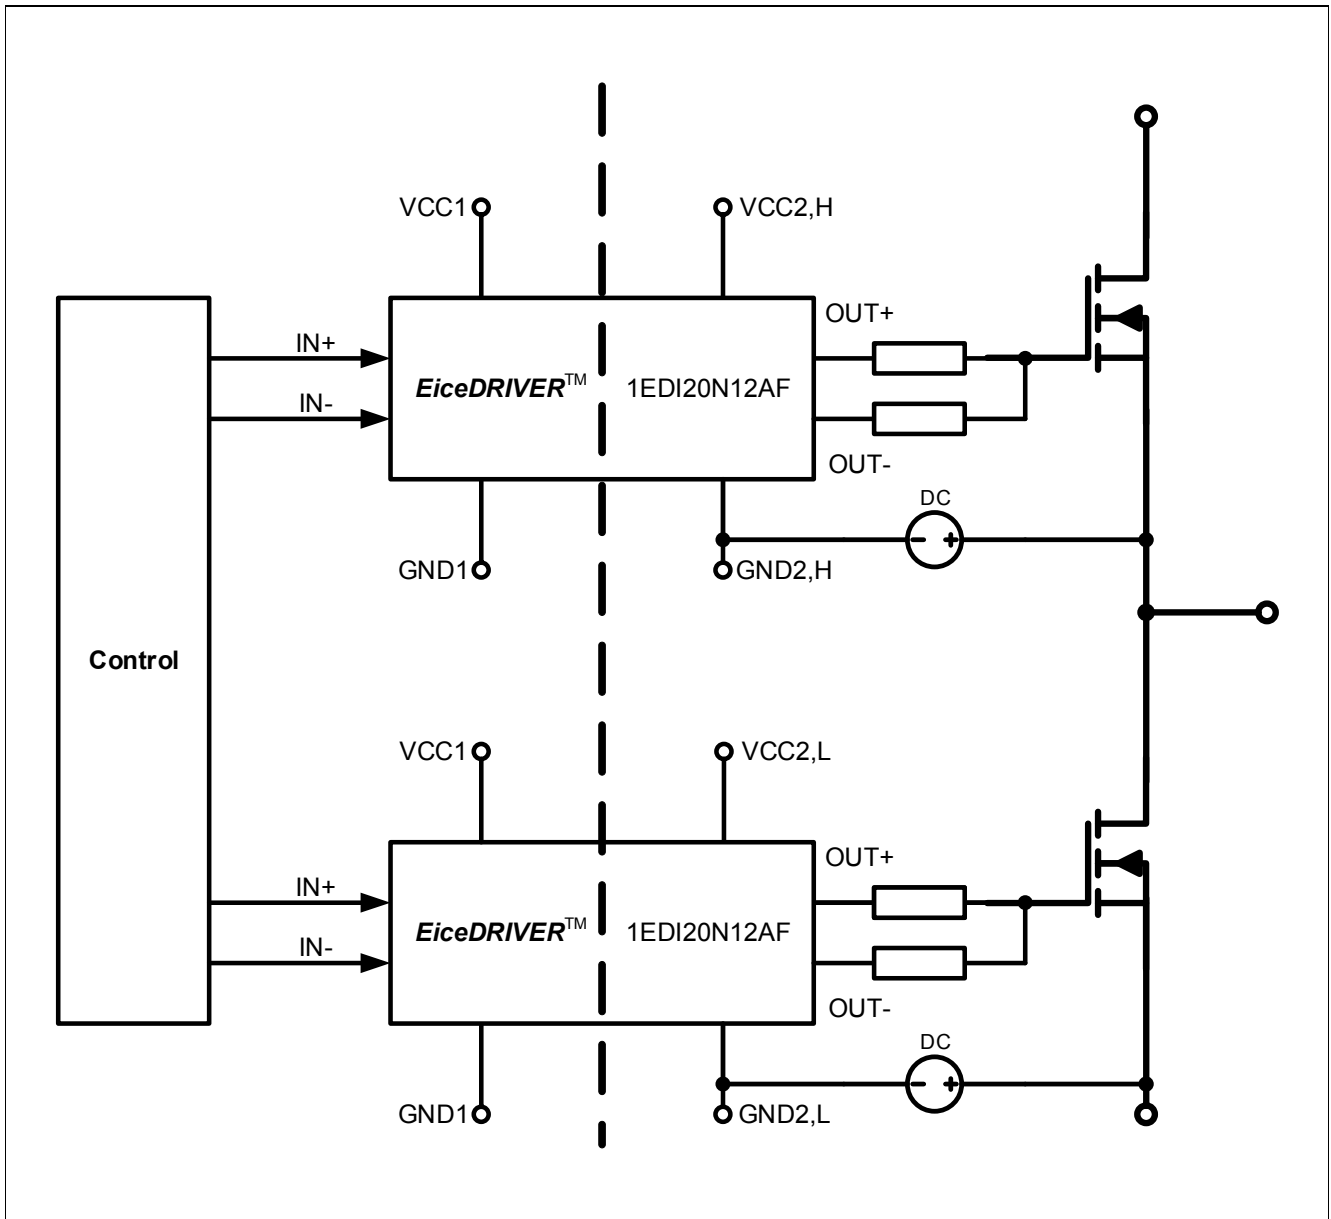 VCC1
VCC2,H
IN+
OUT+
EiceDRIVER™ 1EDI20N12AF
IN-
OUT-
DC
- +
GND1
GND2,H
Control
VCC1
VCC2,L
IN+
OUT+
EiceDRIVER™ 1EDI20N12AF
IN-
OUT-
DC
- +
GND1
GND2,L